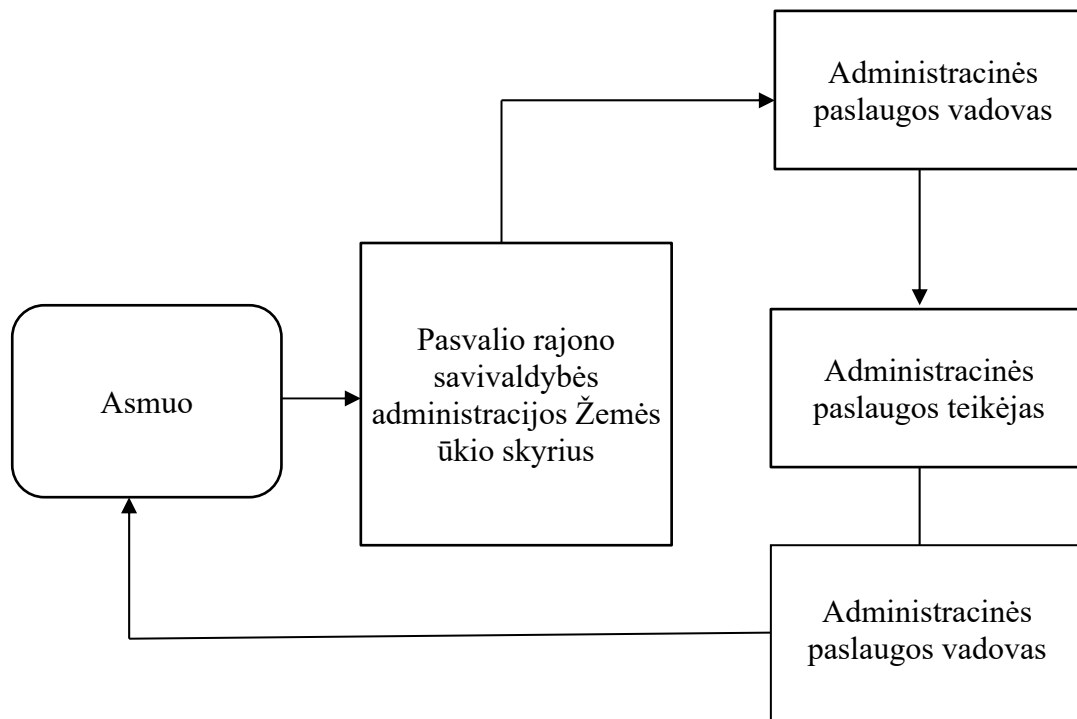 Asmuo
Pasvalio rajono
savivaldybės
administracijos Žemės
ūkio skyrius
Administracinės
paslaugos vadovas
Administracinės
paslaugos teikėjas
Administracinės
paslaugos vadovas